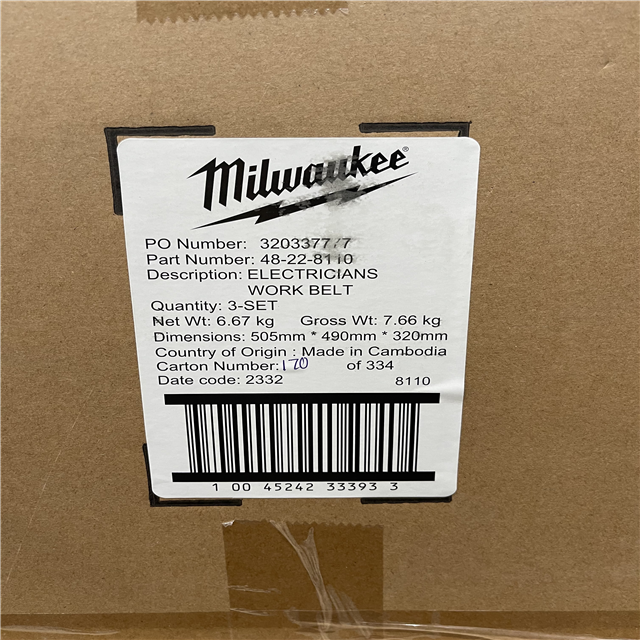 Milwaukee®
PO Number: 320337777
Part Number: 48-22-8110
Description: ELECTRICIANS
WORK BELT
Quantity: 3-SET
Net Wt: 6.67 kg Gross Wt: 7.66 kg
Dimensions: 505mm * 490mm * 320mm
Country of Origin : Made in Cambodia
Carton Number: 170 of 334
Date code: 2332 8110
1 00 45242 33393 3